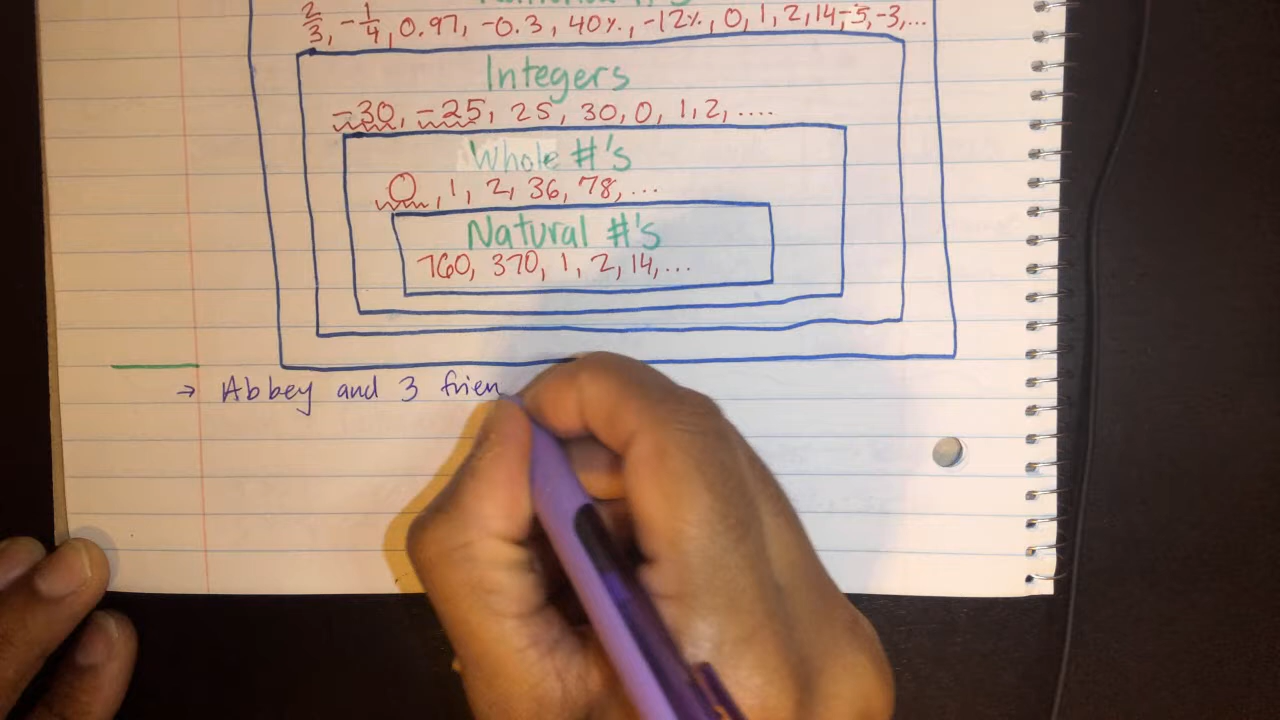 2/3, -1/4, 0.97, -0.3, 40%, -12%, 0, 1, 2, 14, -5, -3, ...
Integers
-30, -25, 25, 30, 0, 1, 2, ....
Whole #'s
0, 1, 2, 36, 78, ...
Natural #'s
760, 370, 1, 2, 14, ...
→ Abbey and 3 frien